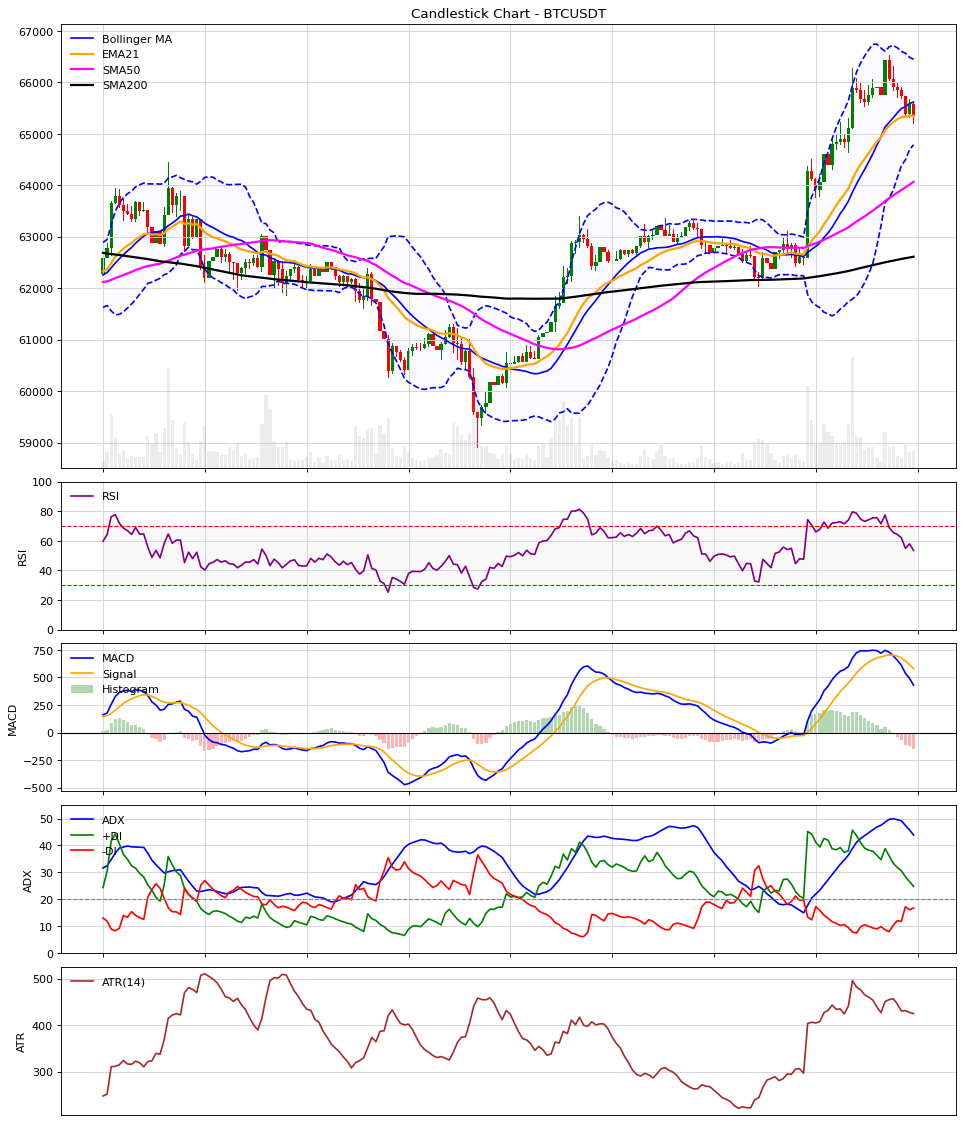 Candlestick Chart - BTCUSDT
67000
66000
65000
64000
63000
62000
61000
60000
59000
Bollinger MA
EMA21
SMA50
SMA200
100
80
60
40
20
0
RSI
RSI
750
500
250
0
−250
−500
MACD
MACD
Signal
Histogram
50
40
30
20
10
0
ADX
ADX
+DI
-DI
500
400
300
ATR
ATR(14)